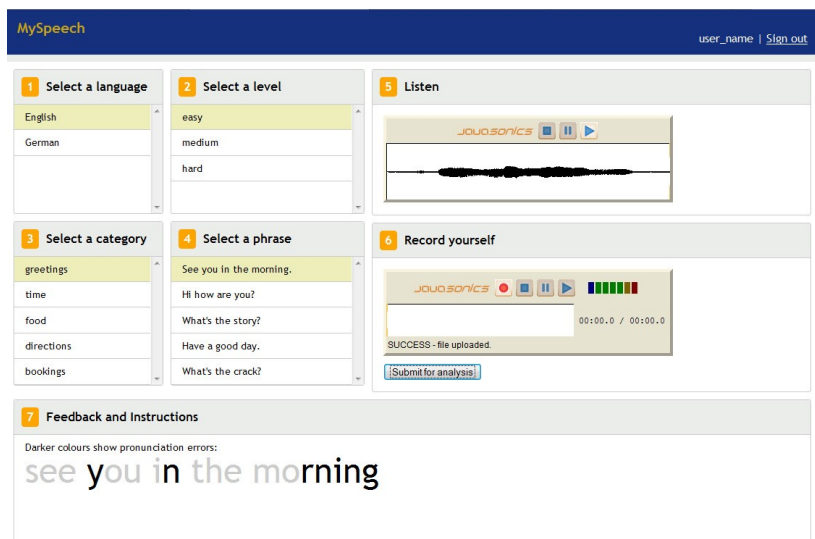 MySpeech
user_name | Sign out
1 Select a language
English
German
2 Select a level
easy
medium
hard
3 Select a category
greetings
time
food
directions
bookings
4 Select a phrase
See you in the morning.
Hi how are you?
What's the story?
Have a good day.
What's the crack?
5 Listen
JavaSonics
6 Record yourself
JavaSonics
00:00.0 / 00:00.0
SUCCESS - file uploaded.
Submit for analysis
7 Feedback and Instructions
Darker colours show pronunciation errors:
see you in the morning